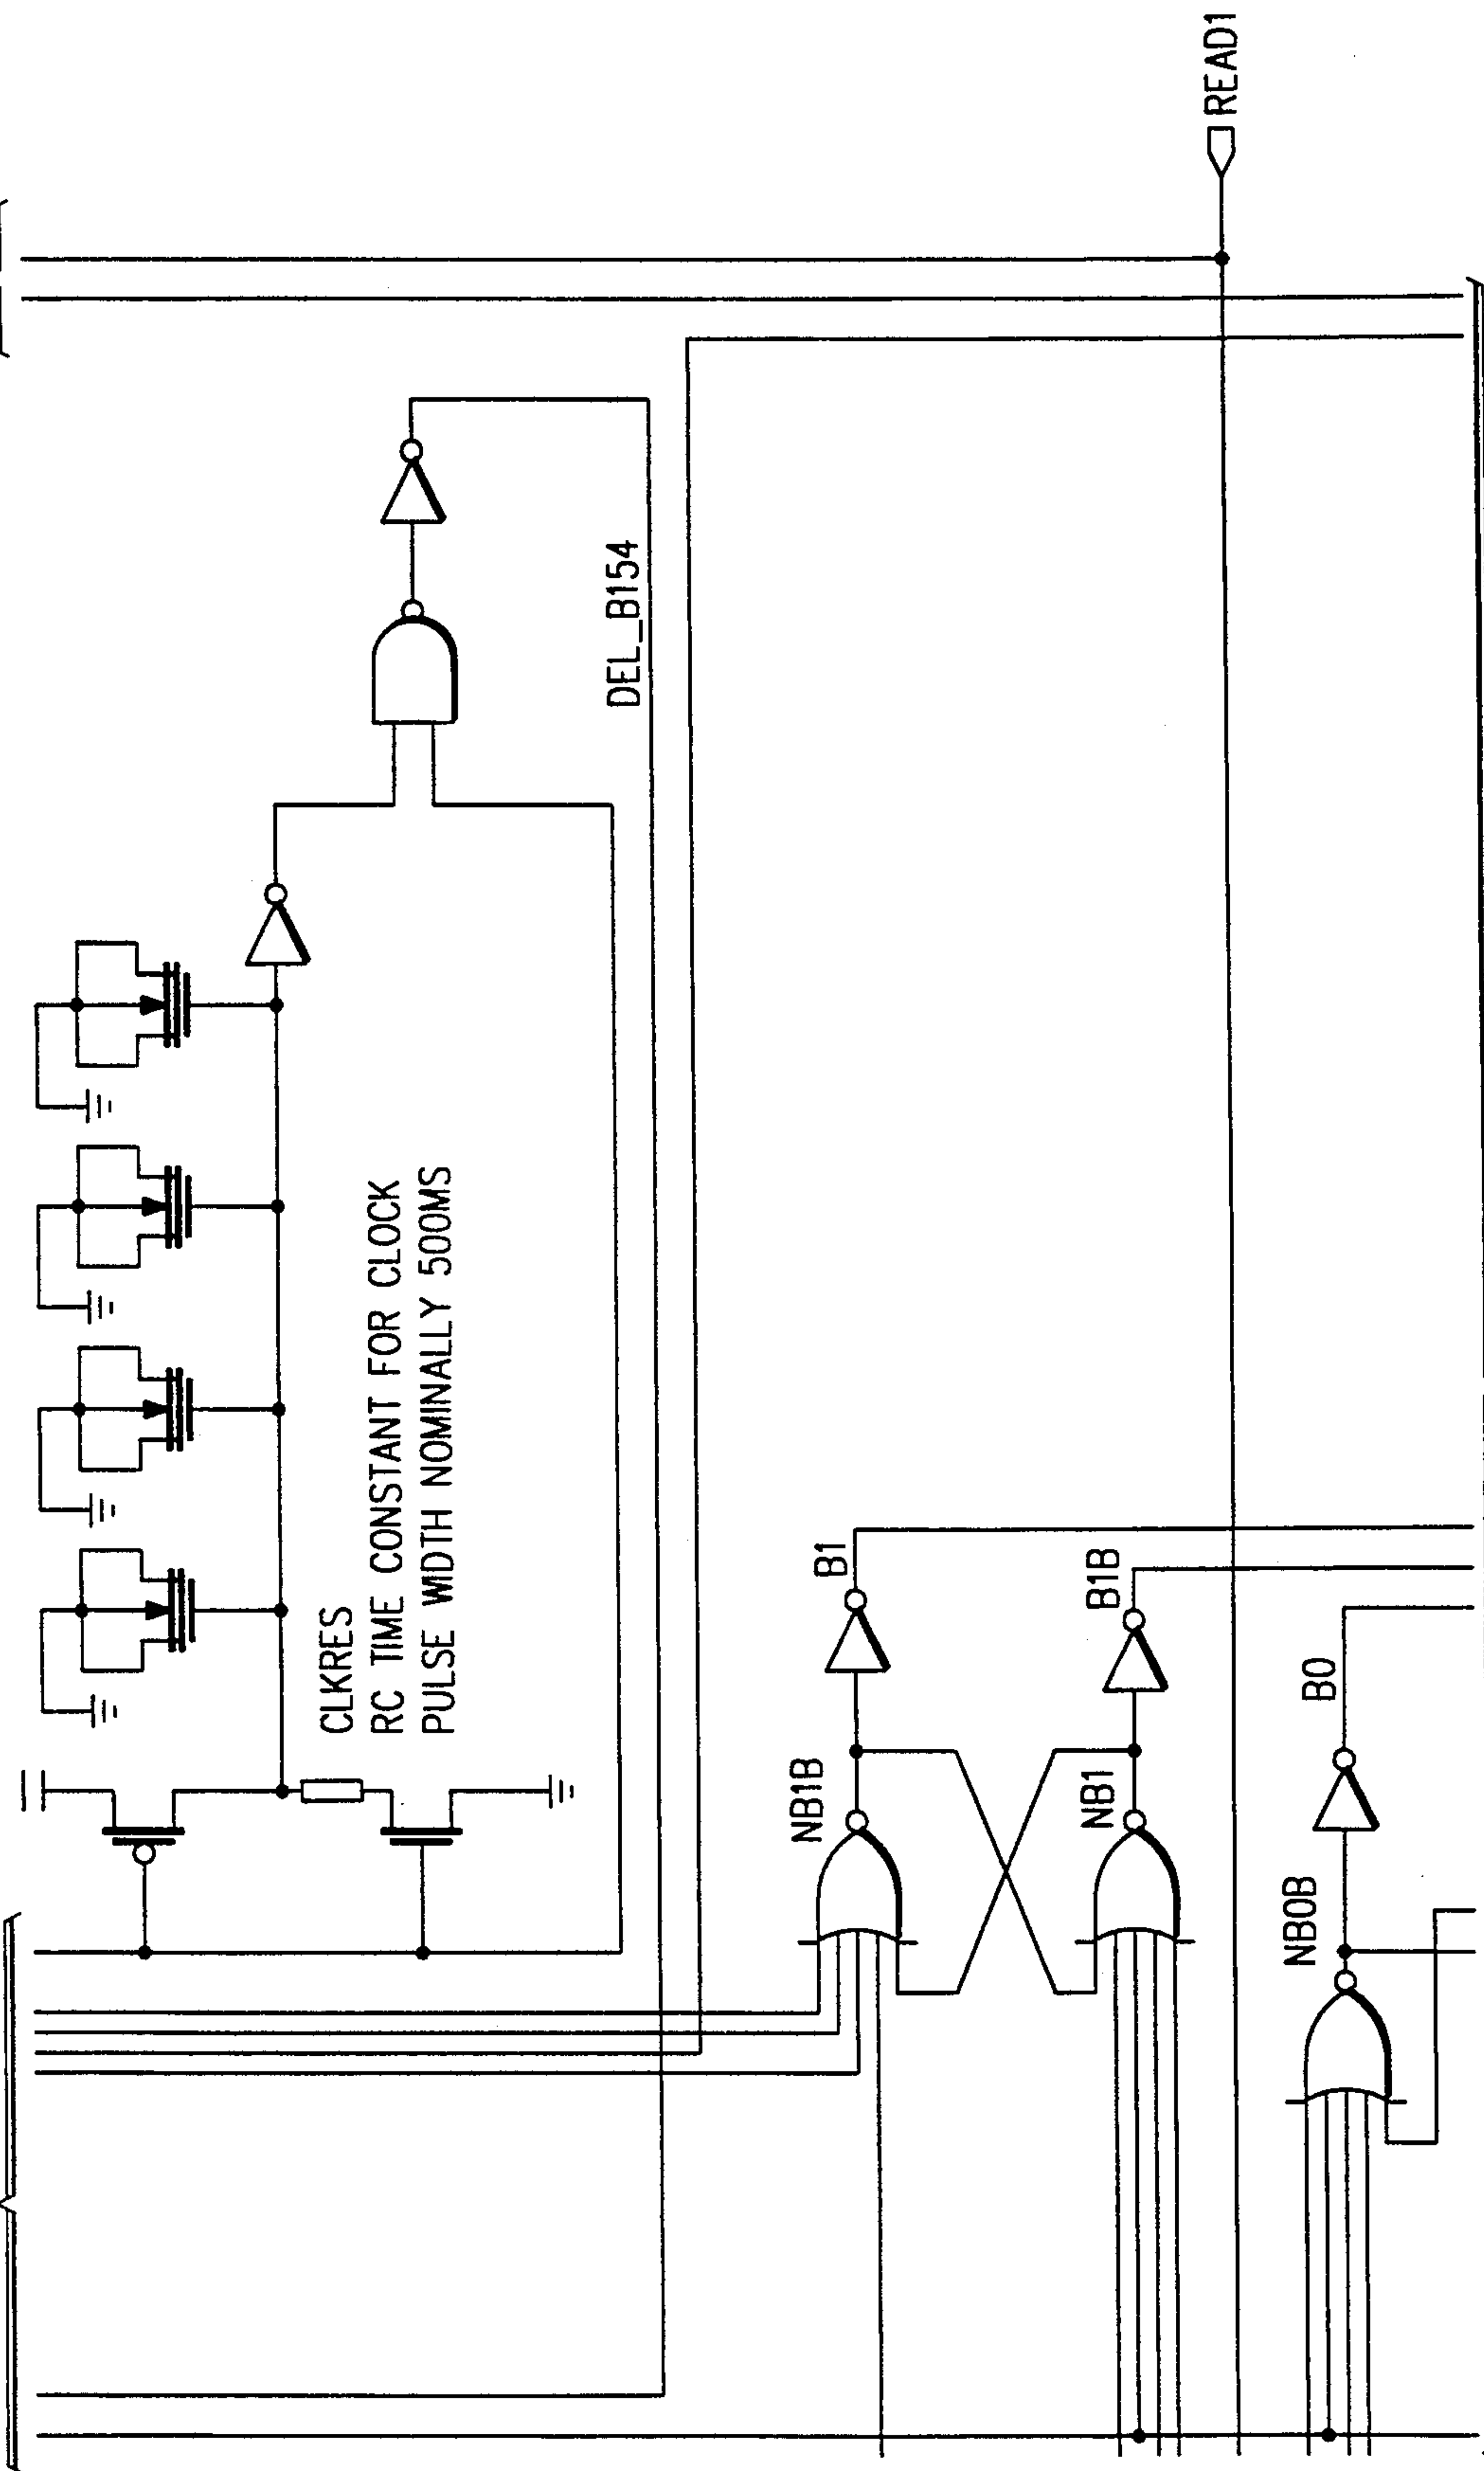 READ1
DEL_B154
CLKRES
RC TIME CONSTANT FOR CLOCK
PULSE WIDTH NOMINALLY 500MS
B1
NB1B
B1B
NB1
B0
NB0B